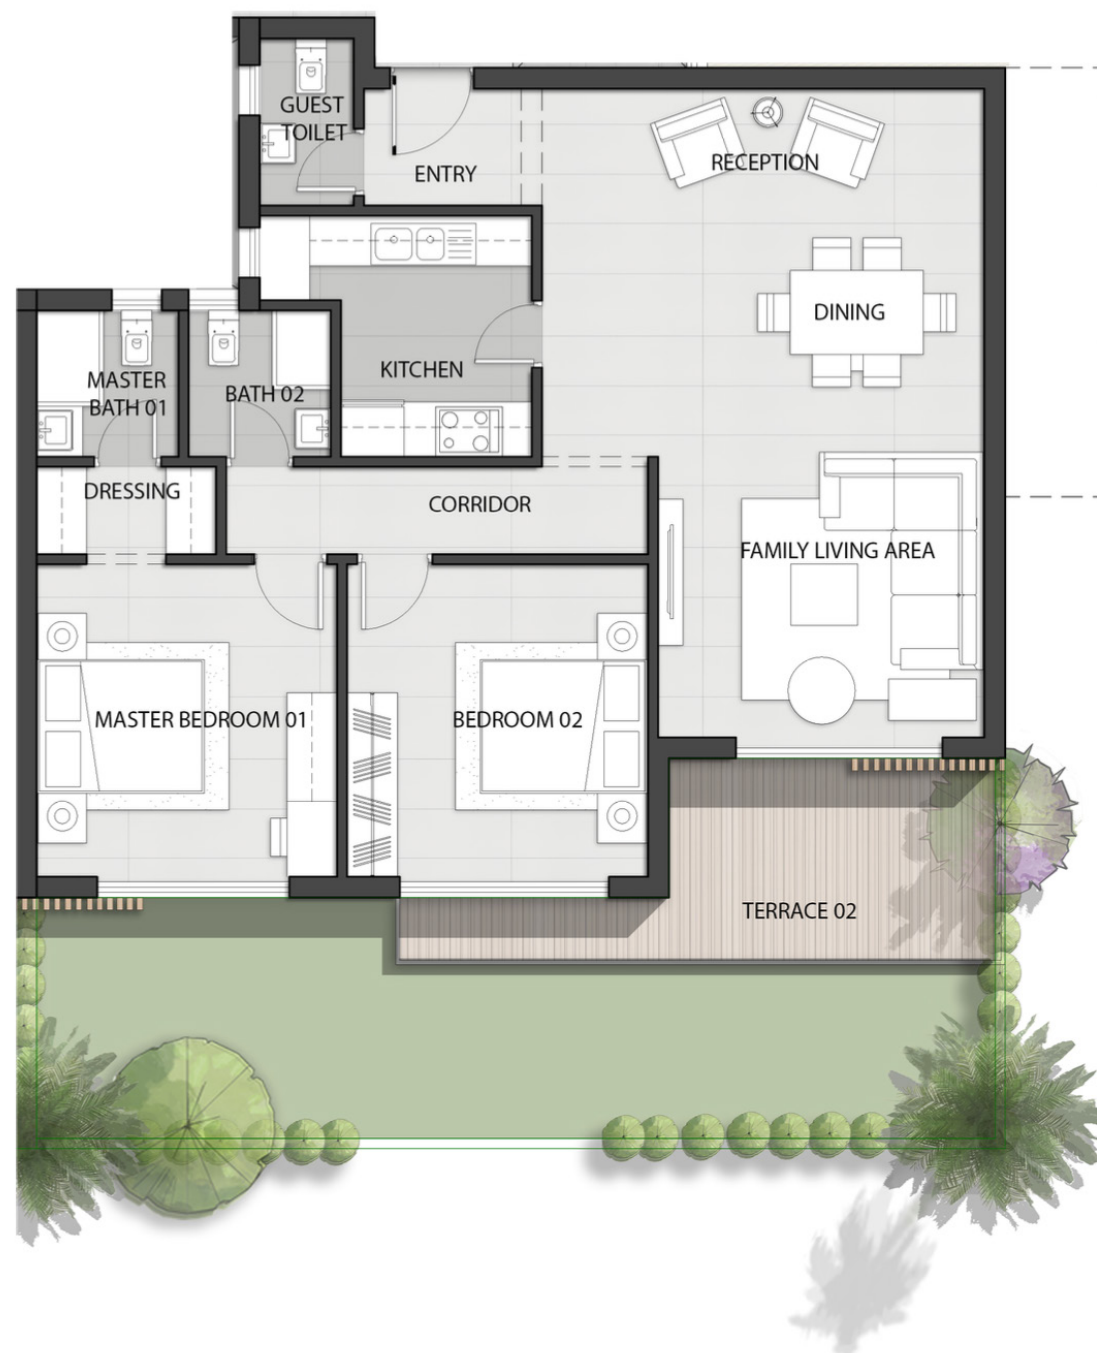 GUEST
TOILET
ENTRY
RECEPTION
DINING
KITCHEN
MASTER
BATH 01
BATH 02
DRESSING
CORRIDOR
FAMILY LIVING AREA
MASTER BEDROOM 01
BEDROOM 02
TERRACE 02